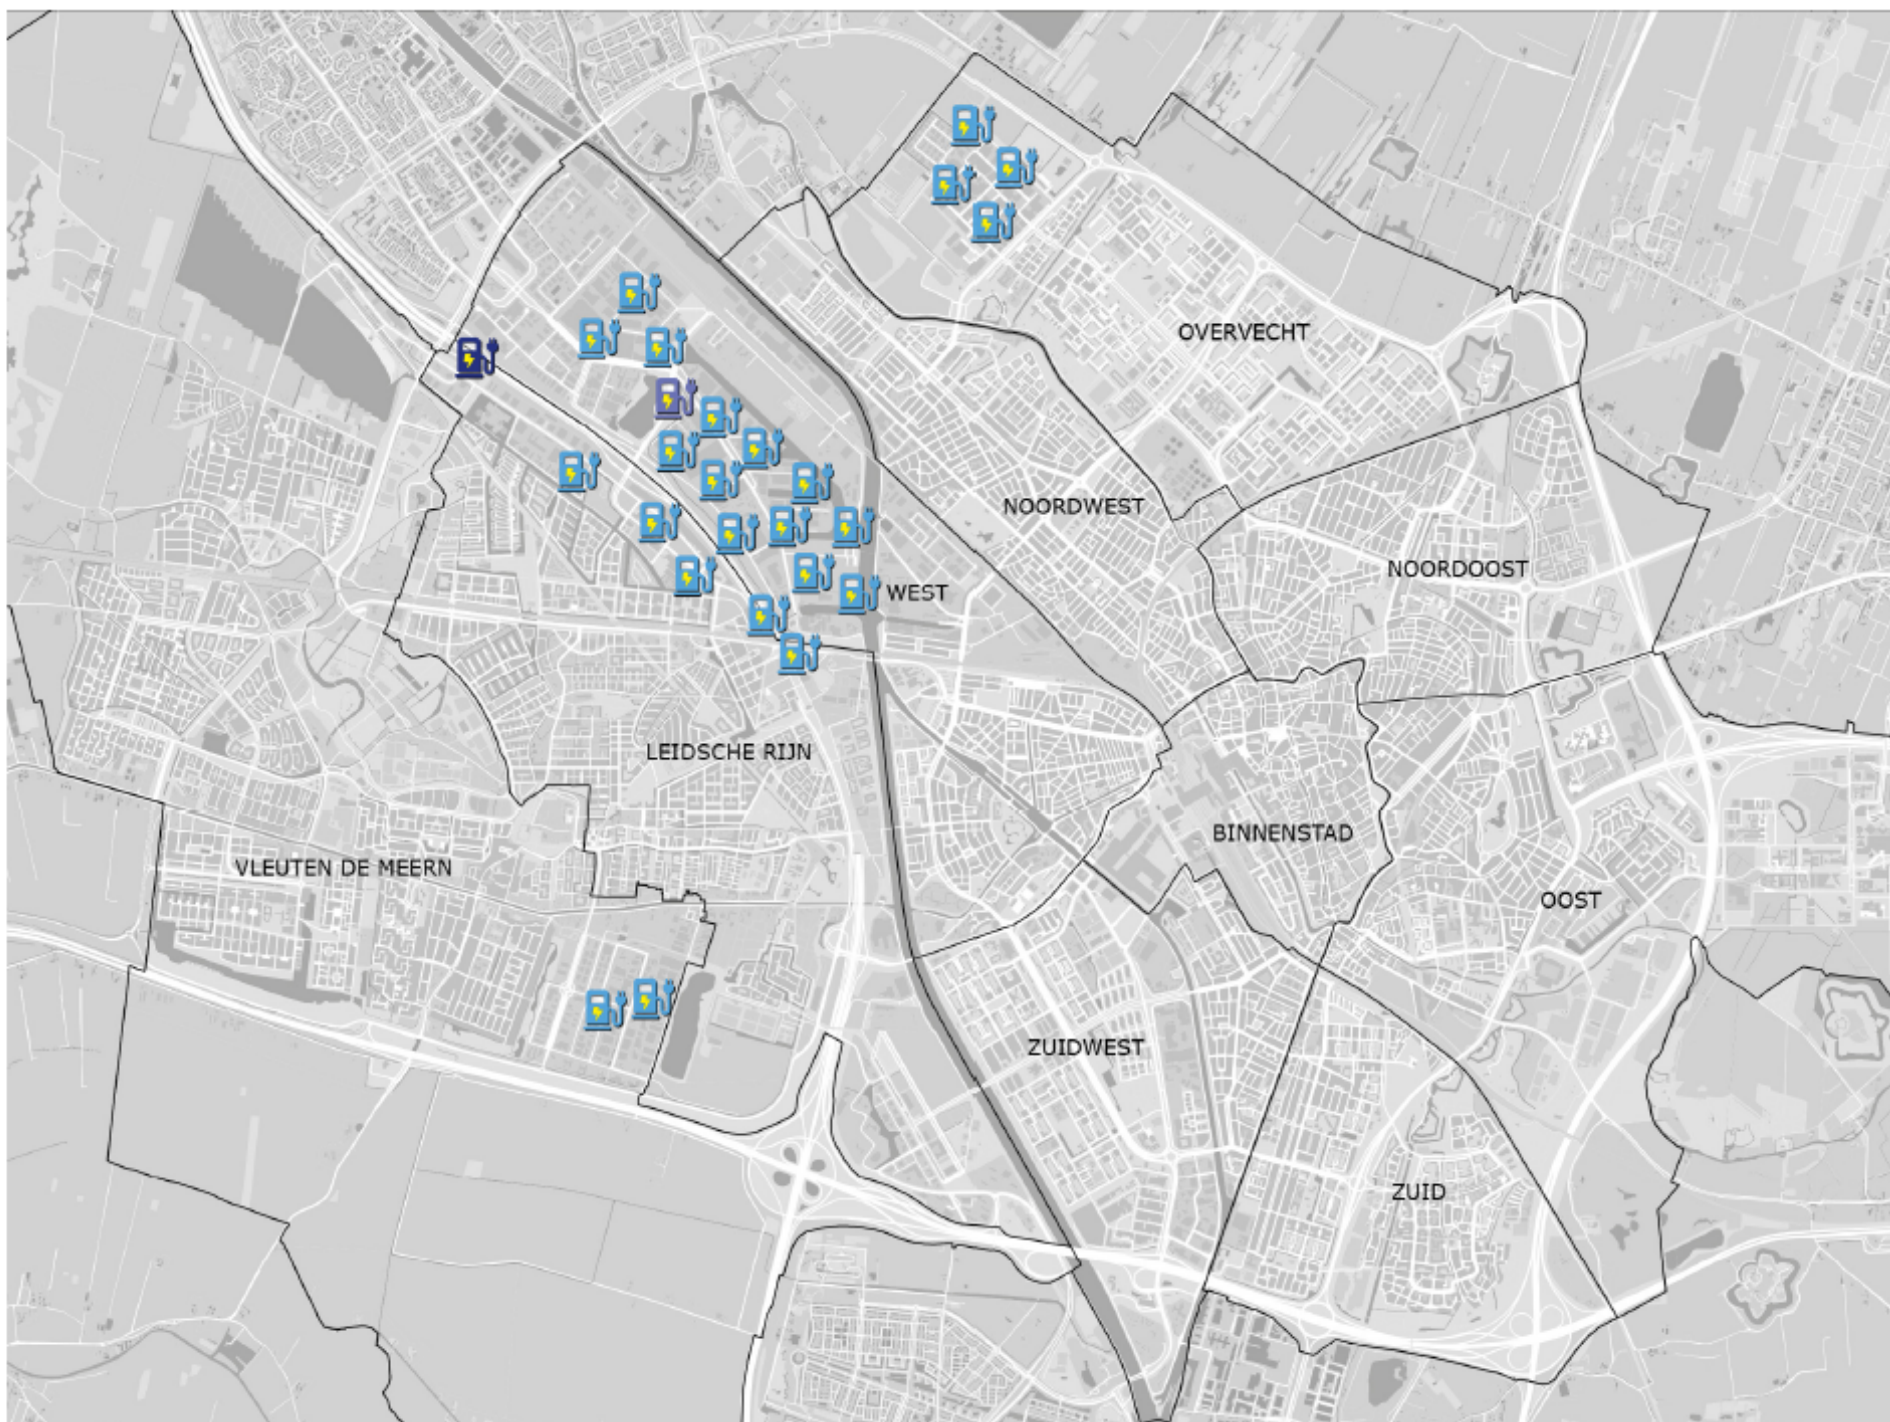 OVERVECHT
NOORDWEST
NOORDOOST
WEST
LEIDSCHE RIJN
BINNENSTAD
VLEUTEN DE MEERN
OOST
ZUIDWEST
ZUID